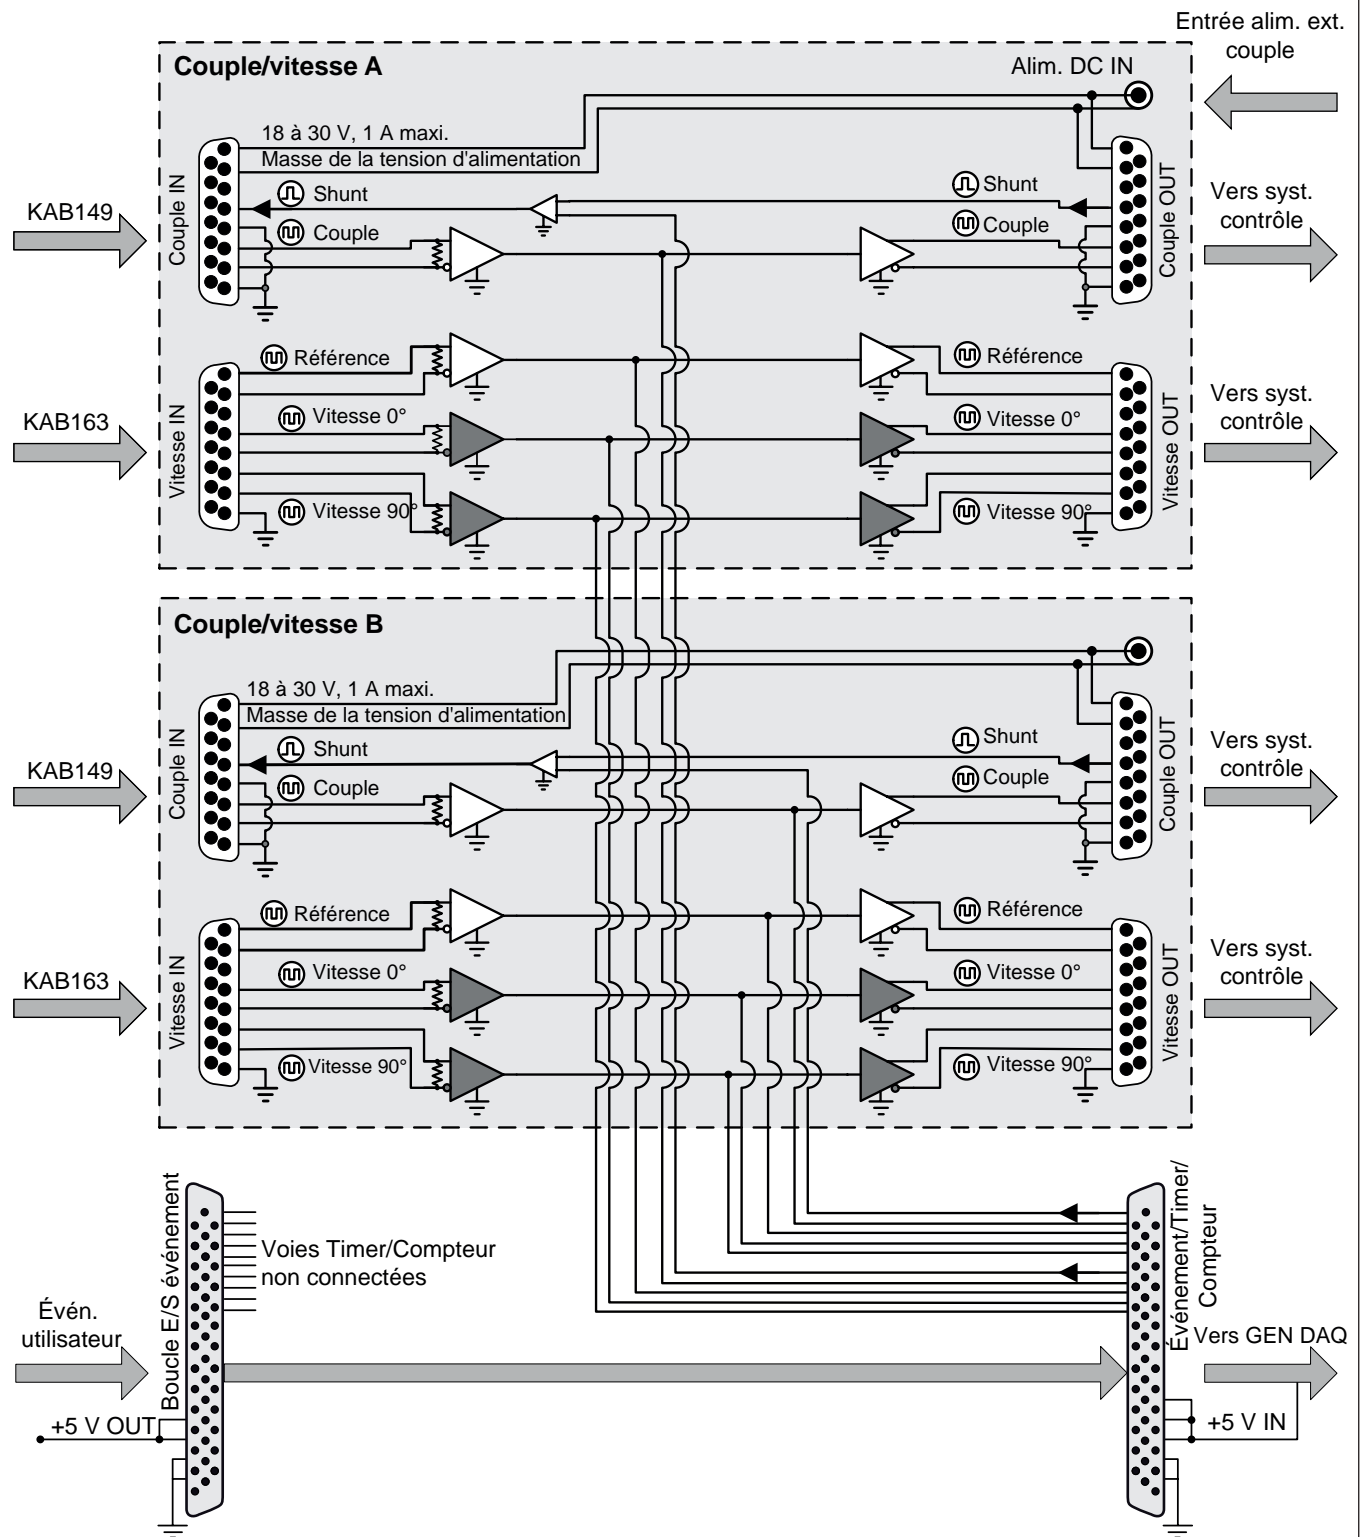 Entrée alim. ext.
couple
Couple/vitesse A
Alim. DC IN
18 à 30 V, 1 A maxi.
Masse de la tension d'alimentation
Couple IN
Shunt
Shunt
Couple OUT
Vers syst.
contrôle
KAB149
Couple
Couple
Référence
Référence
Vitesse IN
Vitesse 0°
Vitesse 0°
Vitesse OUT
Vers syst.
contrôle
KAB163
Vitesse 90°
Vitesse 90°
Couple/vitesse B
18 à 30 V, 1 A maxi.
Masse de la tension d'alimentation
Couple IN
Shunt
Shunt
Couple OUT
Vers syst.
contrôle
KAB149
Couple
Couple
Référence
Référence
Vitesse IN
Vitesse 0°
Vitesse 0°
Vitesse OUT
Vers syst.
contrôle
KAB163
Vitesse 90°
Vitesse 90°
Boucle E/S événement
Voies Timer/Compteur
non connectées
Événement/Timer/
Compteur
Évén.
utilisateur
Vers GEN DAQ
+5 V OUT
+5 V IN